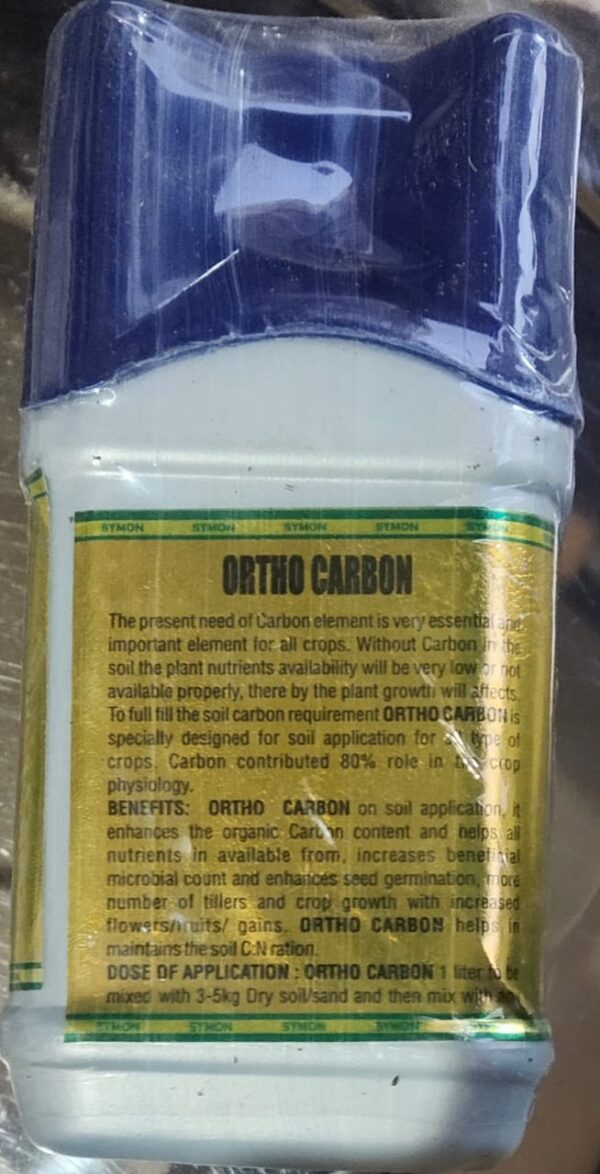 SYMON SYMON SYMON SYMON SYMON
ORTHO CARBON
The present need of Carbon element is very essential and
important element for all crops. Without Carbon in the
soil the plant nutrients availability will be very low or not
available properly, there by the plant growth will affects.
To full fill the soil carbon requirement ORTHO CARBON is
specially designed for soil application for all type of
crops. Carbon contributed 80% role in the crop
physiology.
BENEFITS: ORTHO CARBON on soil application, it
enhances the organic Carbon content and helps all
nutrients in available from, increases beneficial
microbial count and enhances seed germination, more
number of tillers and crop growth with increased
flowers/fruits/ gains. ORTHO CARBON helps in
maintains the soil C:N ration.
DOSE OF APPLICATION : ORTHO CARBON 1 liter to be
mixed with 3-5kg Dry soil/sand and then mix with
SYMON SYMON SYMON SYMON SYMON